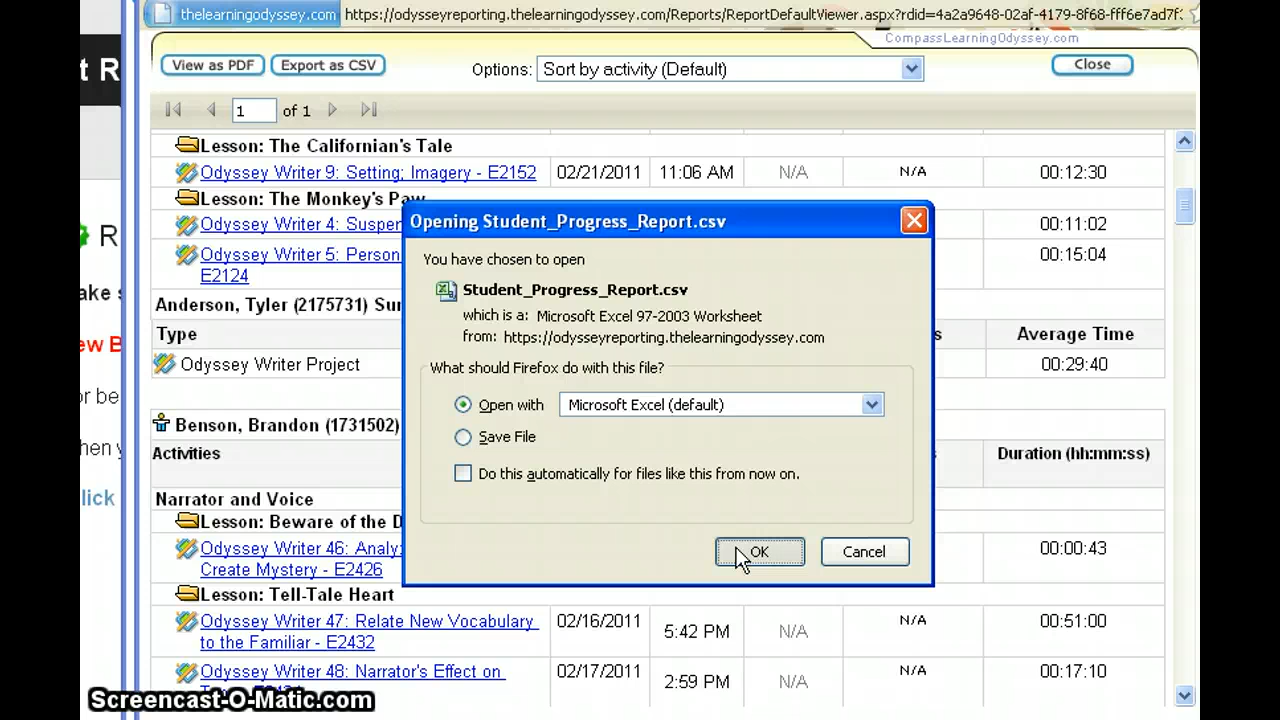 thelearningodyssey.com https://odysseyreporting.thelearningodyssey.com/Reports/ReportDefaultViewer.aspx?rdid=4a2a9648-02af-4179-8f68-fff6e7ad7f
CompassLearningOdyssey.com
View as PDF Export as CSV Options: Sort by activity (Default) Close
1 of 1
Lesson: The Californian's Tale
Odyssey Writer 9: Setting; Imagery - E2152 02/21/2011 11:06 AM N/A N/A 00:12:30
Lesson: The Monkey's Paw
Odyssey Writer 4: Suspen 00:11:02
Odyssey Writer 5: Person 00:15:04
E2124
Anderson, Tyler (2175731) Sur
Type s Average Time
Odyssey Writer Project 00:29:40
Benson, Brandon (1731502)
Activities s Duration (hh:mm:ss)
Narrator and Voice
Lesson: Beware of the D
Odyssey Writer 46: Analy 00:00:43
Create Mystery - E2426
Lesson: Tell-Tale Heart
Odyssey Writer 47: Relate New Vocabulary 02/16/2011 5:42 PM N/A N/A 00:51:00
to the Familiar - E2432
Odyssey Writer 48: Narrator's Effect on 02/17/2011 2:59 PM N/A N/A 00:17:10
Opening Student_Progress_Report.csv
You have chosen to open
Student_Progress_Report.csv
which is a: Microsoft Excel 97-2003 Worksheet
from: https://odysseyreporting.thelearningodyssey.com
What should Firefox do with this file?
Open with Microsoft Excel (default)
Save File
Do this automatically for files like this from now on.
OK Cancel
t R
R
ake s
ew B
or be
hen y
lick
Screencast-O-Matic.com